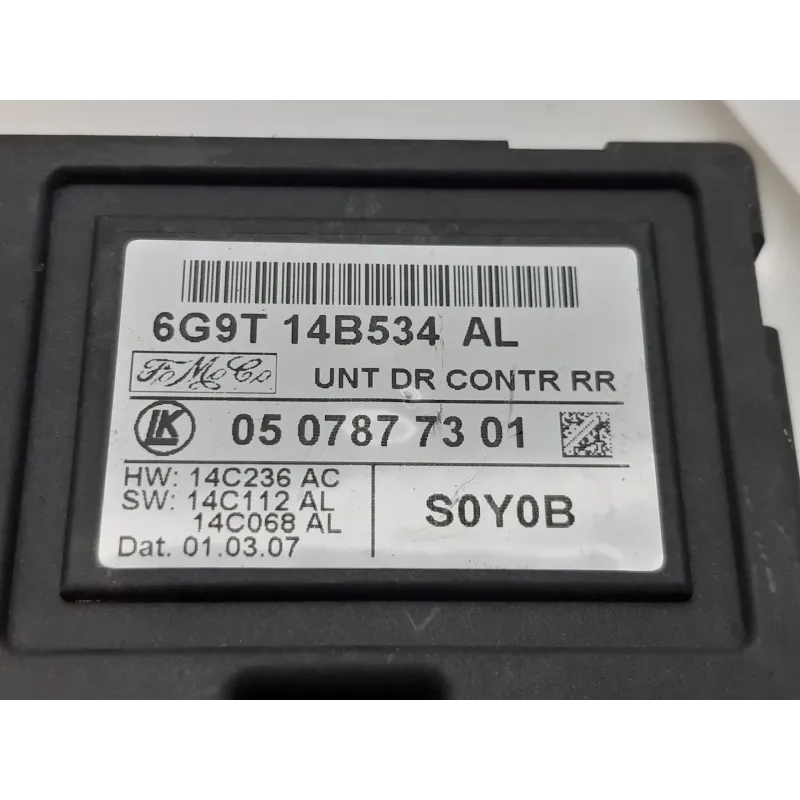 6G9T 14B534 AL
FoMoCo
UNT DR CONTR RR
LK
05 0787 73 01
HW: 14C236 AC
SW: 14C112 AL
14C068 AL
Dat. 01.03.07
S0Y0B